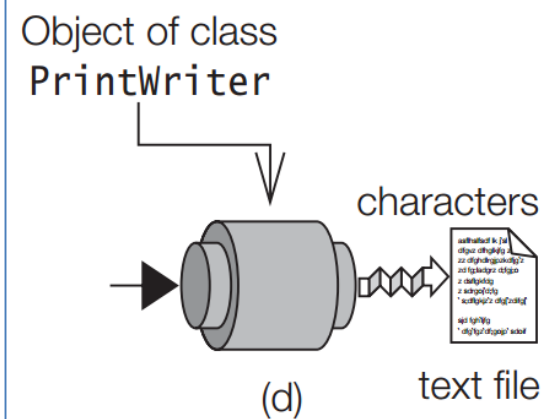 Object of class
PrintWriter
characters
(d)
text file